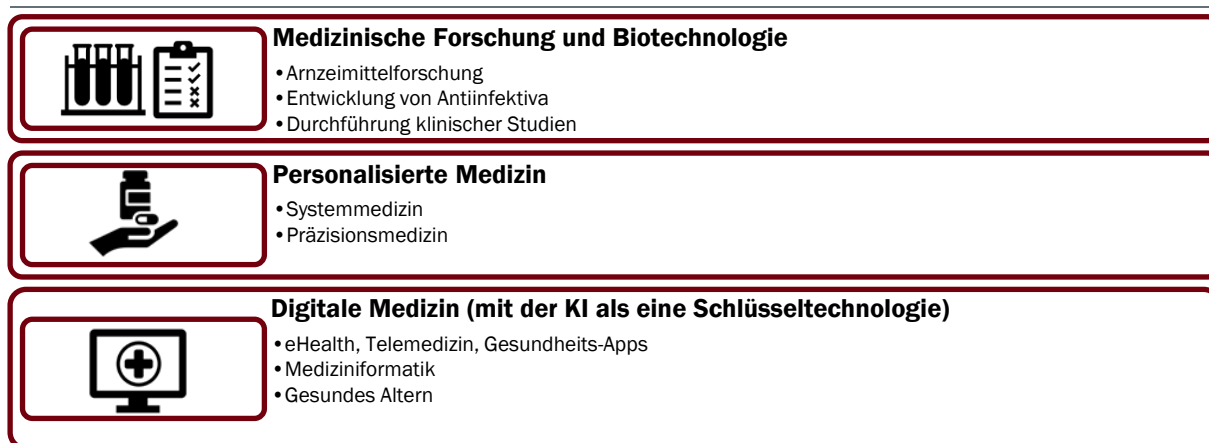 Medizinische Forschung und Biotechnologie
•Arnzeimittelforschung
•Entwicklung von Antiinfektiva
•Durchführung klinischer Studien
Personalisierte Medizin
•Systemmedizin
•Präzisionsmedizin
Digitale Medizin (mit der KI als eine Schlüsseltechnologie)
•eHealth, Telemedizin, Gesundheits-Apps
•Mediziniformatik
•Gesundes Altern